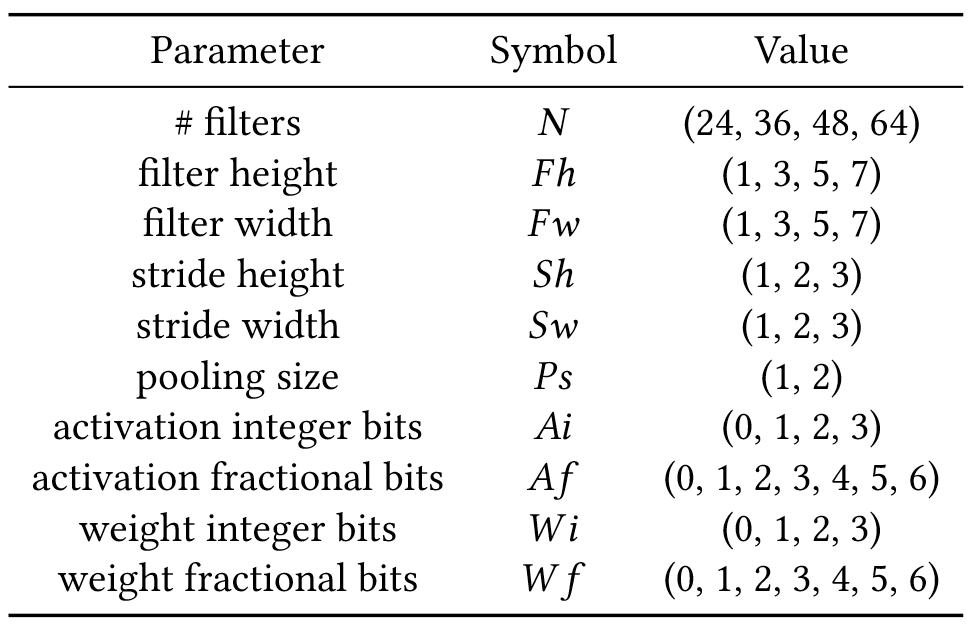 Parameter Symbol Value
# filters N (24, 36, 48, 64)
filter height Fh (1, 3, 5, 7)
filter width Fw (1, 3, 5, 7)
stride height Sh (1, 2, 3)
stride width Sw (1, 2, 3)
pooling size Ps (1, 2)
activation integer bits Ai (0, 1, 2, 3)
activation fractional bits Af (0, 1, 2, 3, 4, 5, 6)
weight integer bits Wi (0, 1, 2, 3)
weight fractional bits Wf (0, 1, 2, 3, 4, 5, 6)